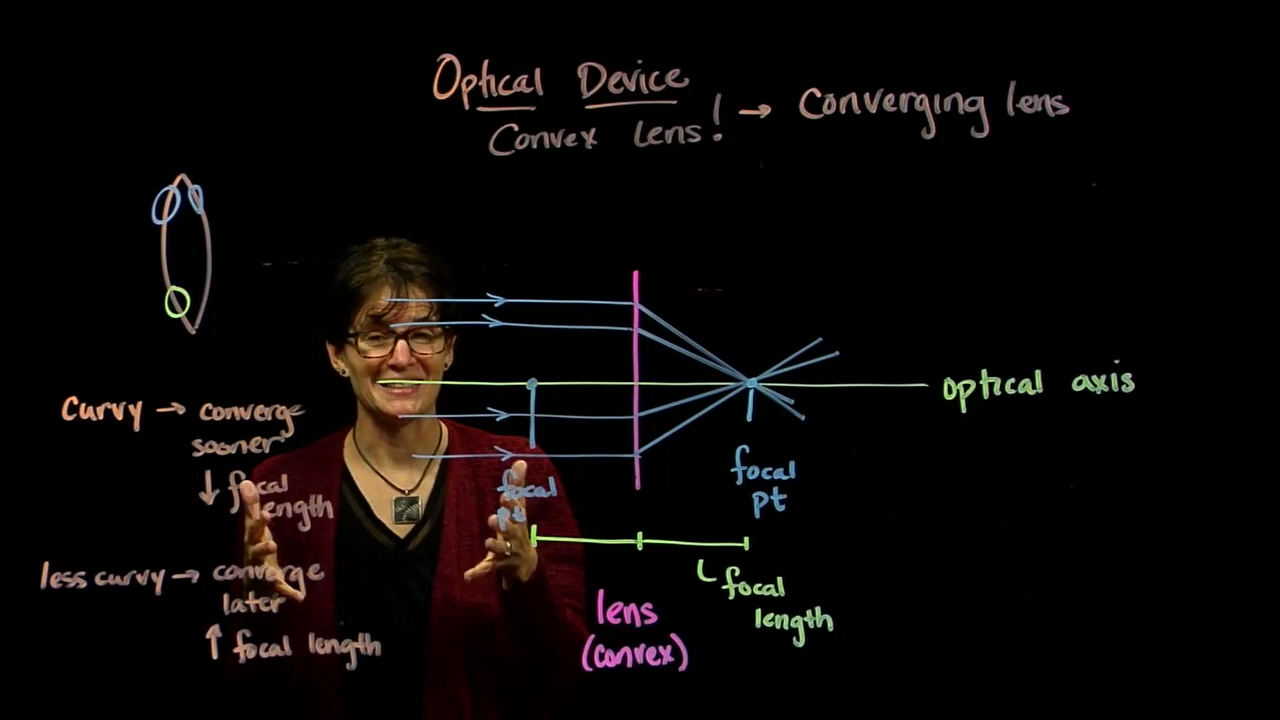 Optical Device
Convex lens! → Converging lens
optical axis
curvy → converge
sooner
↓ focal
length
focal
pt
focal
pt
less curvy → converge
later
↑ focal length
focal
length
lens
(convex)